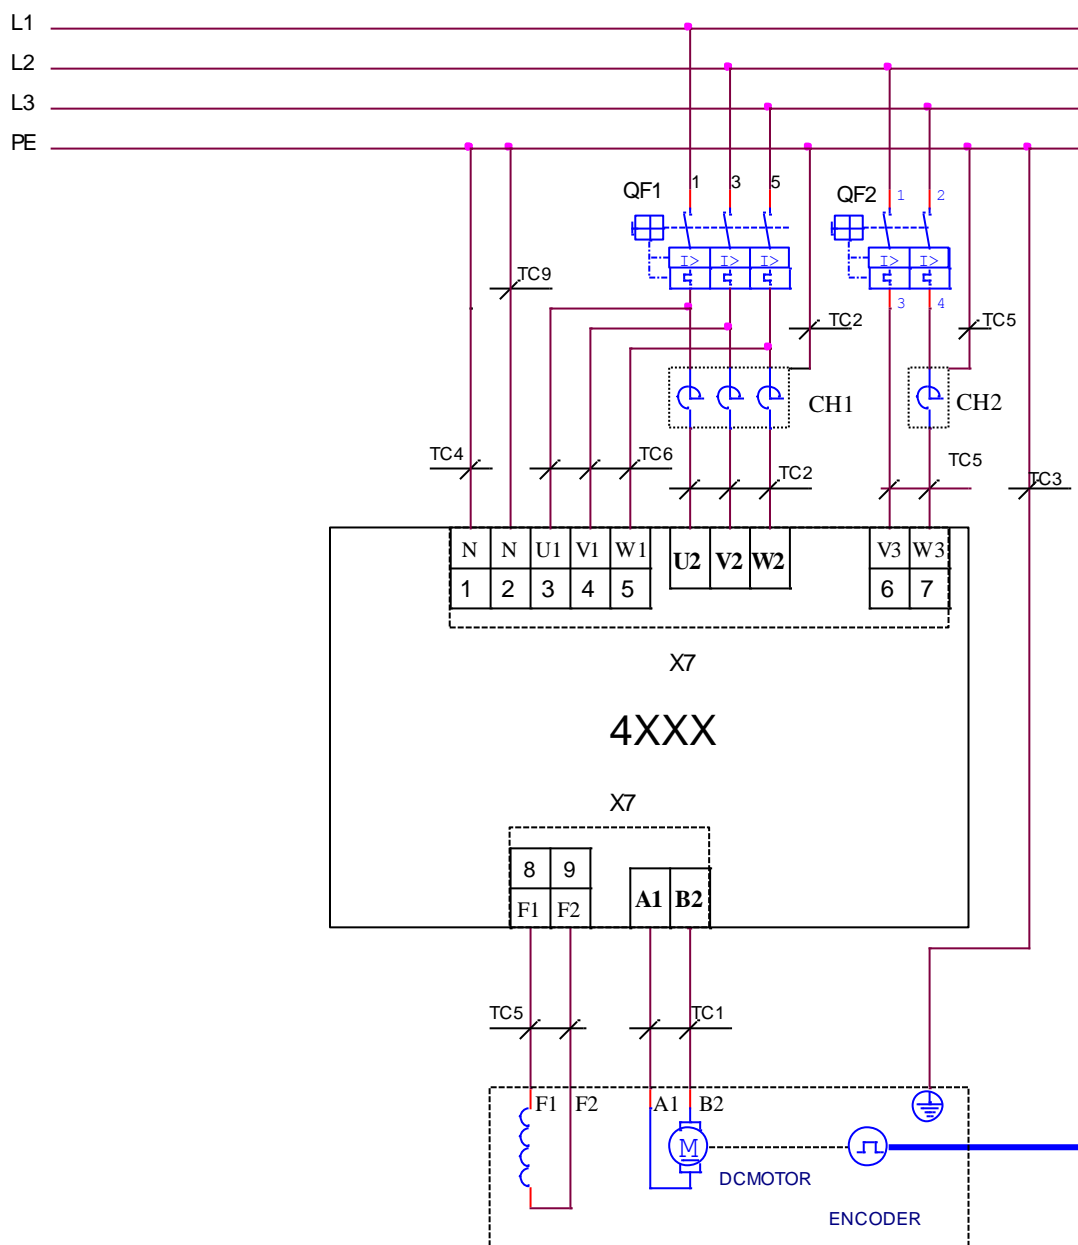 L1
L2
L3
PE
QF1 1 3 5
QF2 1 2
I> I> I> I> I>
TC9
3 4
TC2 TC5
CH1 CH2
TC4 TC6 TC2 TC5 TC3
N N U1 V1 W1 U2 V2 W2 V3 W3
1 2 3 4 5 6 7
X7
4XXX
X7
8 9
F1 F2 A1 B2
TC5 TC1
F1 F2 A1 B2
M
DCMOTOR
ENCODER